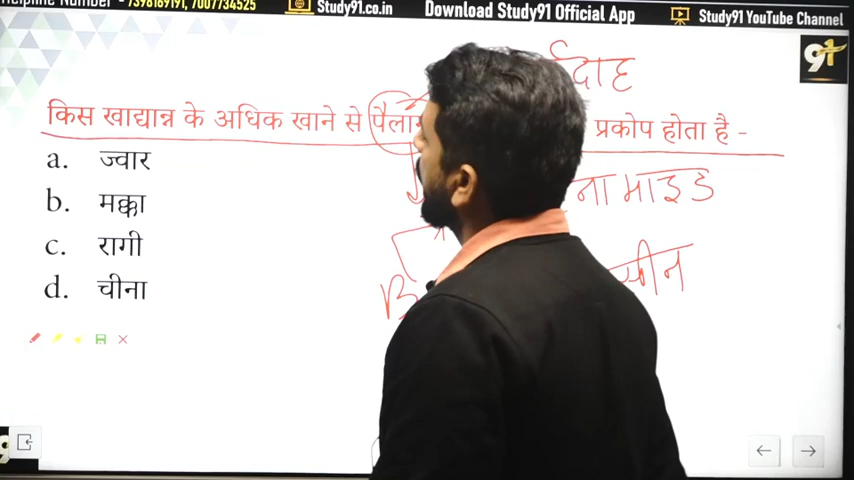 Helpline Number - 7398169191, 7007734525 Study91.co.in Download Study91 Official App Study91 YouTube Channel
91
दाह
किस खाद्यान्न के अधिक खाने से प्रकोप होता है -
a. ज्वार
b. मक्का
c. रागी
d. चीना
माइड
B